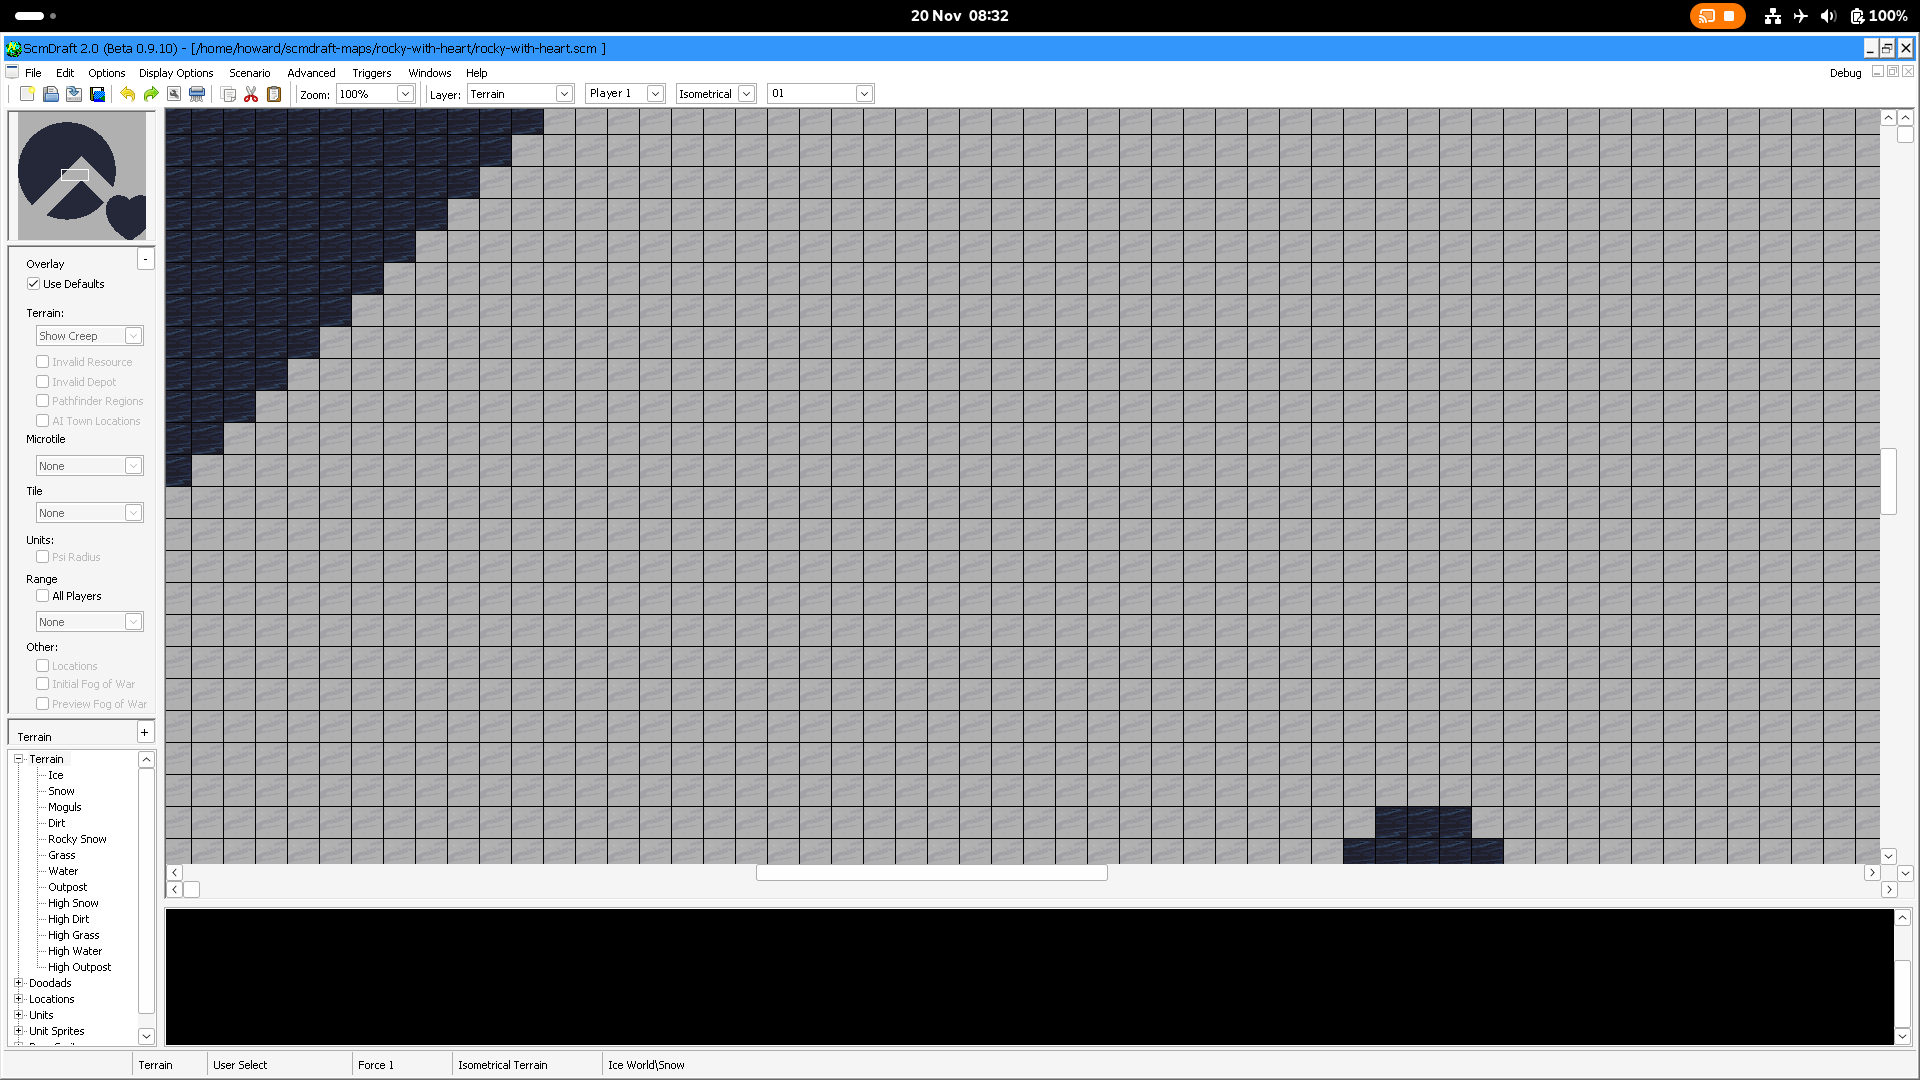 20 Nov 08:32
100%
ScmDraft 2.0 (Beta 0.9.10) - [/home/howard/scmdraft-maps/rocky-with-heart/rocky-with-heart.scm ]
File Edit Options Display Options Scenario Advanced Triggers Windows Help Debug
Zoom: 100% Layer: Terrain Player 1 Isometrical 01
Overlay
-
Use Defaults
Terrain:
Show Creep
Invalid Resource
Invalid Depot
Pathfinder Regions
AI Town Locations
Microtile
None
Tile
None
Units:
Psi Radius
Range
All Players
None
Other:
Locations
Initial Fog of War
Preview Fog of War
Terrain
+
Terrain
Ice
Snow
Moguls
Dirt
Rocky Snow
Grass
Water
Outpost
High Snow
High Dirt
High Grass
High Water
High Outpost
Doodads
Locations
Units
Unit Sprites
Terrain User Select Force 1 Isometrical Terrain Ice World\Snow